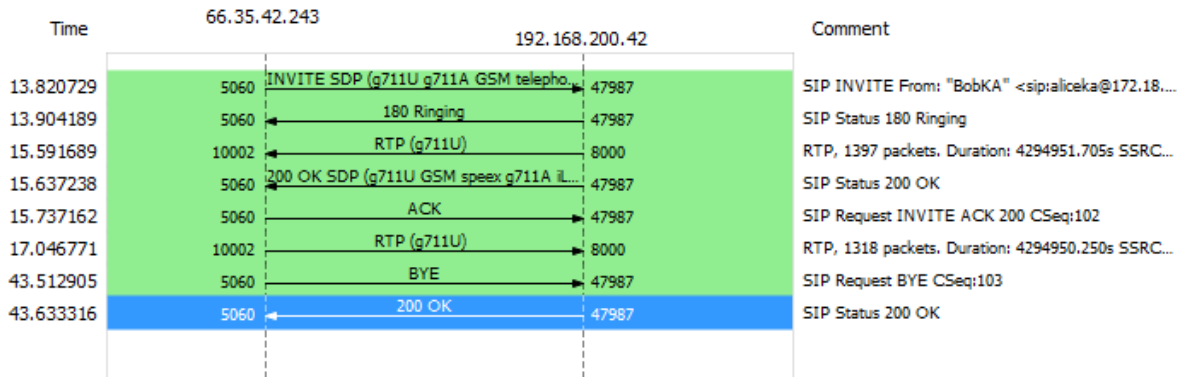 66.35.42.243
Time 192.168.200.42 Comment
13.820729 5060 INVITE SDP (g711U g711A GSM telepho... 47987 SIP INVITE From: "BobKA" <sip:aliceka@172.18....
13.904189 5060 180 Ringing 47987 SIP Status 180 Ringing
15.591689 10002 RTP (g711U) 8000 RTP, 1397 packets. Duration: 4294951.705s SSRC...
15.637238 5060 200 OK SDP (g711U GSM speex g711A iL... 47987 SIP Status 200 OK
15.737162 5060 ACK 47987 SIP Request INVITE ACK 200 CSeq:102
17.046771 10002 RTP (g711U) 8000 RTP, 1318 packets. Duration: 4294950.250s SSRC...
43.512905 5060 BYE 47987 SIP Request BYE CSeq:103
43.633316 5060 200 OK 47987 SIP Status 200 OK